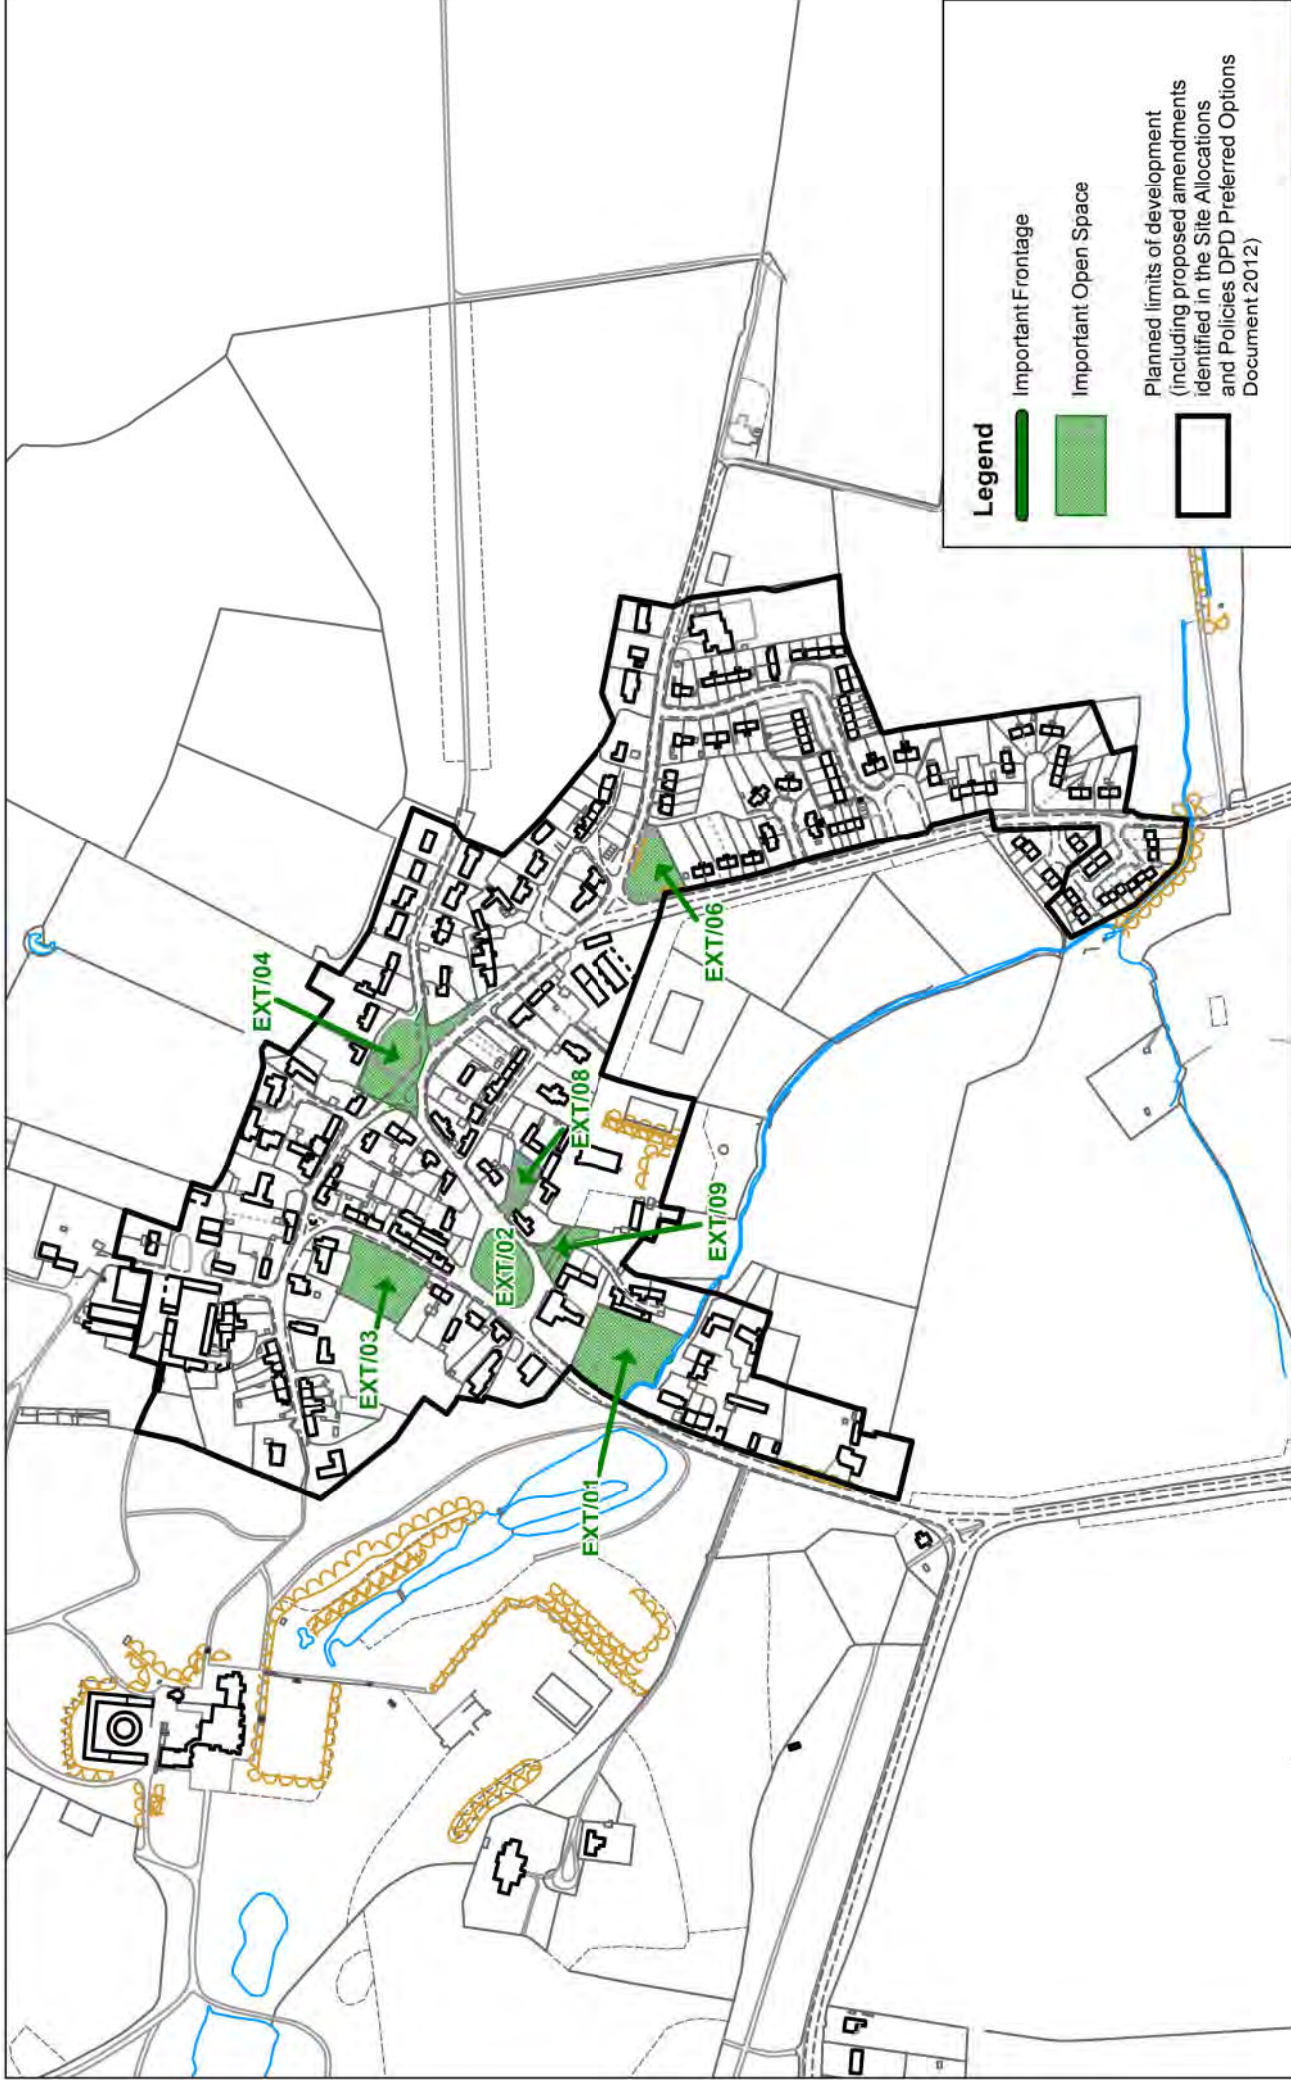 EXT/04
EXT/06
EXT/08
EXT/09
EXT/02
EXT/03
EXT/01
Legend
Important Frontage
Important Open Space
Planned limits of development
(including proposed amendments
identified in the Site Allocations
and Policies DPD Preferred Options
Document 2012)